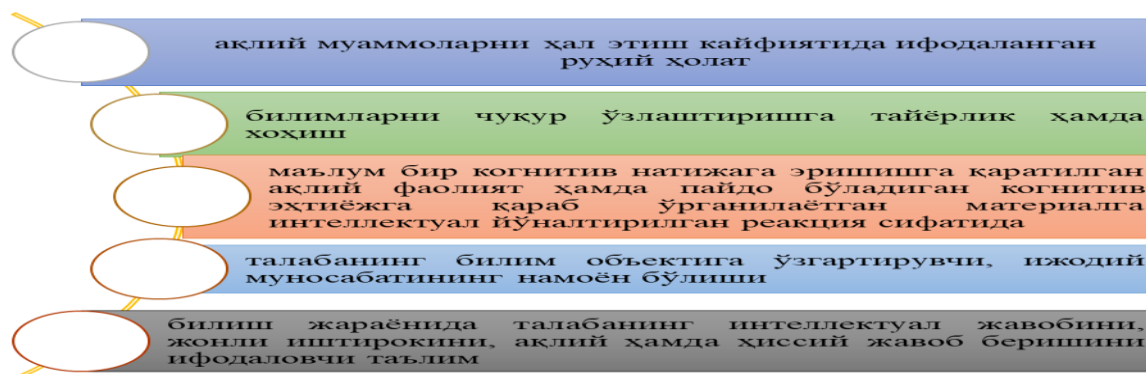 ақлий муаммоларни ҳал этиш кайфиятида ифодаланган
руҳий ҳолат
билимларни чуқур ўзлаштиришга тайёрлик ҳамда
хоҳиш
маълум бир когнитив натижага эришишга қаратилган
ақлий фаолият ҳамда пайдо бўладиган когнитив
эҳтиёжга қараб ўрганилаётган материалга
интеллектуал йўналтирилган реакция сифатида
талабанинг билим объектига ўзгартирувчи, ижодий
муносабатининг намоён бўлиши
билиш жараёнида талабанинг интеллектуал жавобини,
жонли иштирокини, ақлий ҳамда ҳиссий жавоб беришини
ифодаловчи таълим